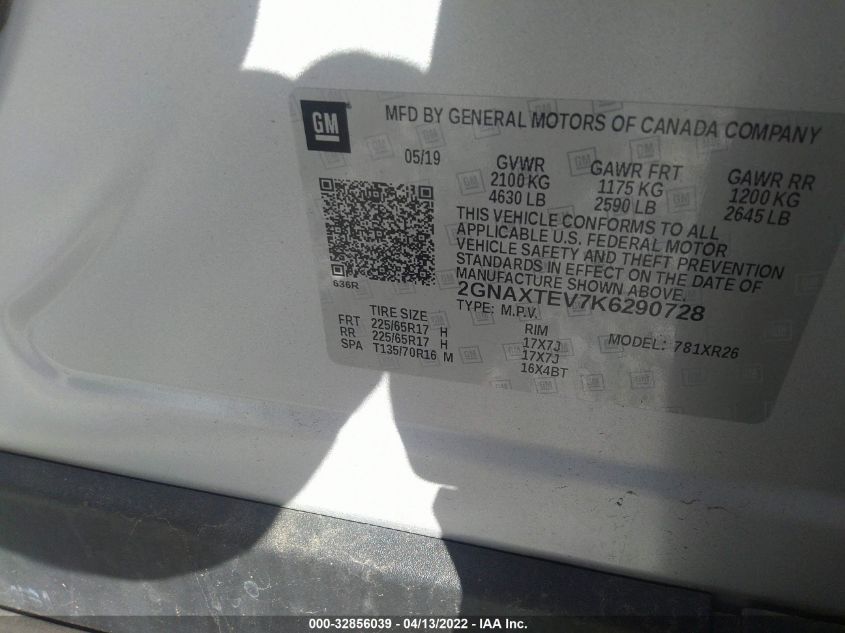 GM
MFD BY GENERAL MOTORS OF CANADA COMPANY
05/19
GVWR
2100 KG
4630 LB
GAWR FRT
1175 KG
2590 LB
GAWR RR
1200 KG
2645 LB
THIS VEHICLE CONFORMS TO ALL
APPLICABLE U.S. FEDERAL MOTOR
VEHICLE SAFETY AND THEFT PREVENTION
STANDARDS IN EFFECT ON THE DATE OF
MANUFACTURE SHOWN ABOVE.
2GNAXTEV7K6290728
TYPE: M.P.V.
636R
TIRE SIZE
FRT 225/65R17 H
RR 225/65R17 H
SPA T135/70R16 M
RIM
17X7J
17X7J
16X4BT
MODEL: 781XR26
000-32856039 - 04/13/2022 - IAA Inc.